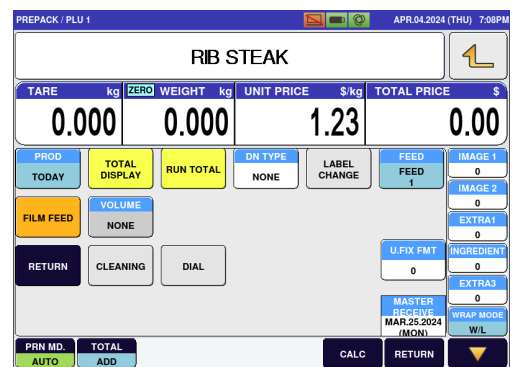 PREPACK / PLU 1
APR.04.2024 (THU) 7:08PM
RIB STEAK
TARE kg ZERO WEIGHT kg UNIT PRICE $/kg TOTAL PRICE $
0.000 0.000 1.23 0.00
PROD
TODAY
TOTAL
DISPLAY
RUN TOTAL
DN TYPE
NONE
LABEL
CHANGE
FEED
FEED
1
IMAGE 1
0
IMAGE 2
0
FILM FEED
VOLUME
NONE
EXTRA1
0
RETURN
CLEANING
DIAL
U.FIX FMT
0
INGREDIENT
0
EXTRA3
0
MASTER
RECEIVE
MAR.25.2024
(MON)
WRAP MODE
W/L
PRN MD.
AUTO
TOTAL
ADD
CALC
RETURN